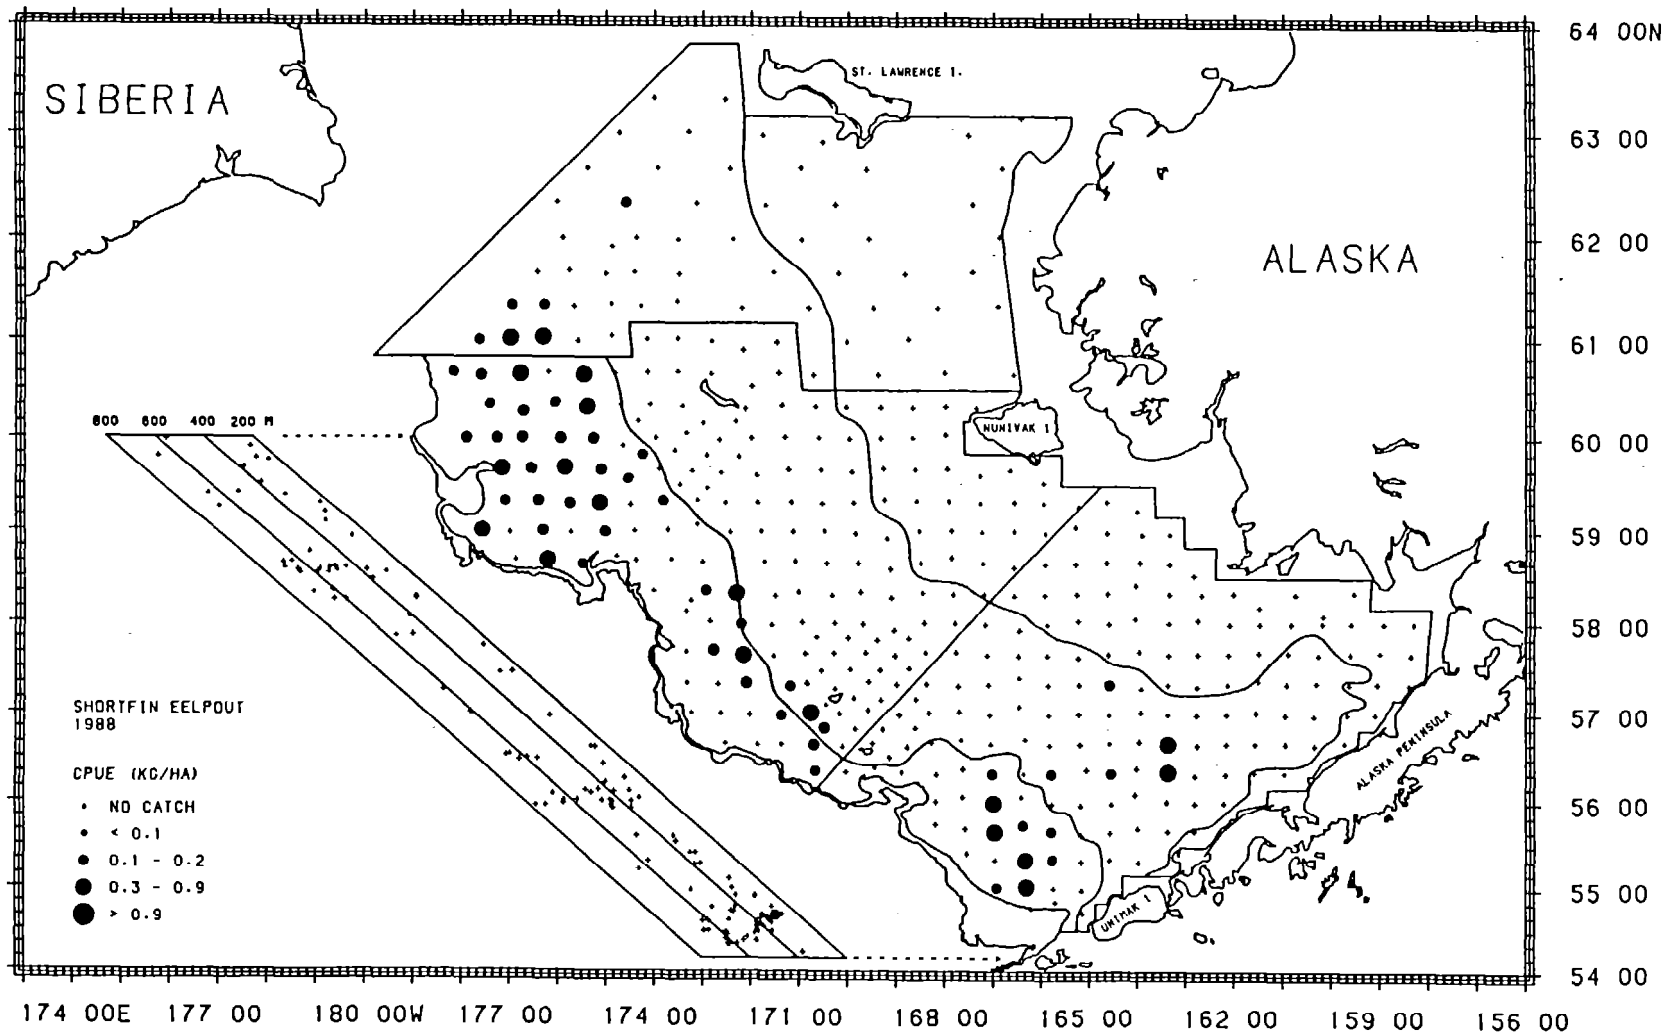 64 00N
ST. LAWRENCE I.
SIBERIA
63 00
62 00
ALASKA
61 00
800 600 400 200 M
NUNIVAK I
60 00
59 00
58 00
SHORTFIN EELPOUT
1988
57 00
ALASKA PENINSULA
CPUE (KG/HA)
NO CATCH
< 0.1
0.1 - 0.2
0.3 - 0.9
> 0.9
56 00
55 00
UNIMAK I
54 00
174 00E 177 00 180 00W 177 00 174 00 171 00 168 00 165 00 162 00 159 00 156 00